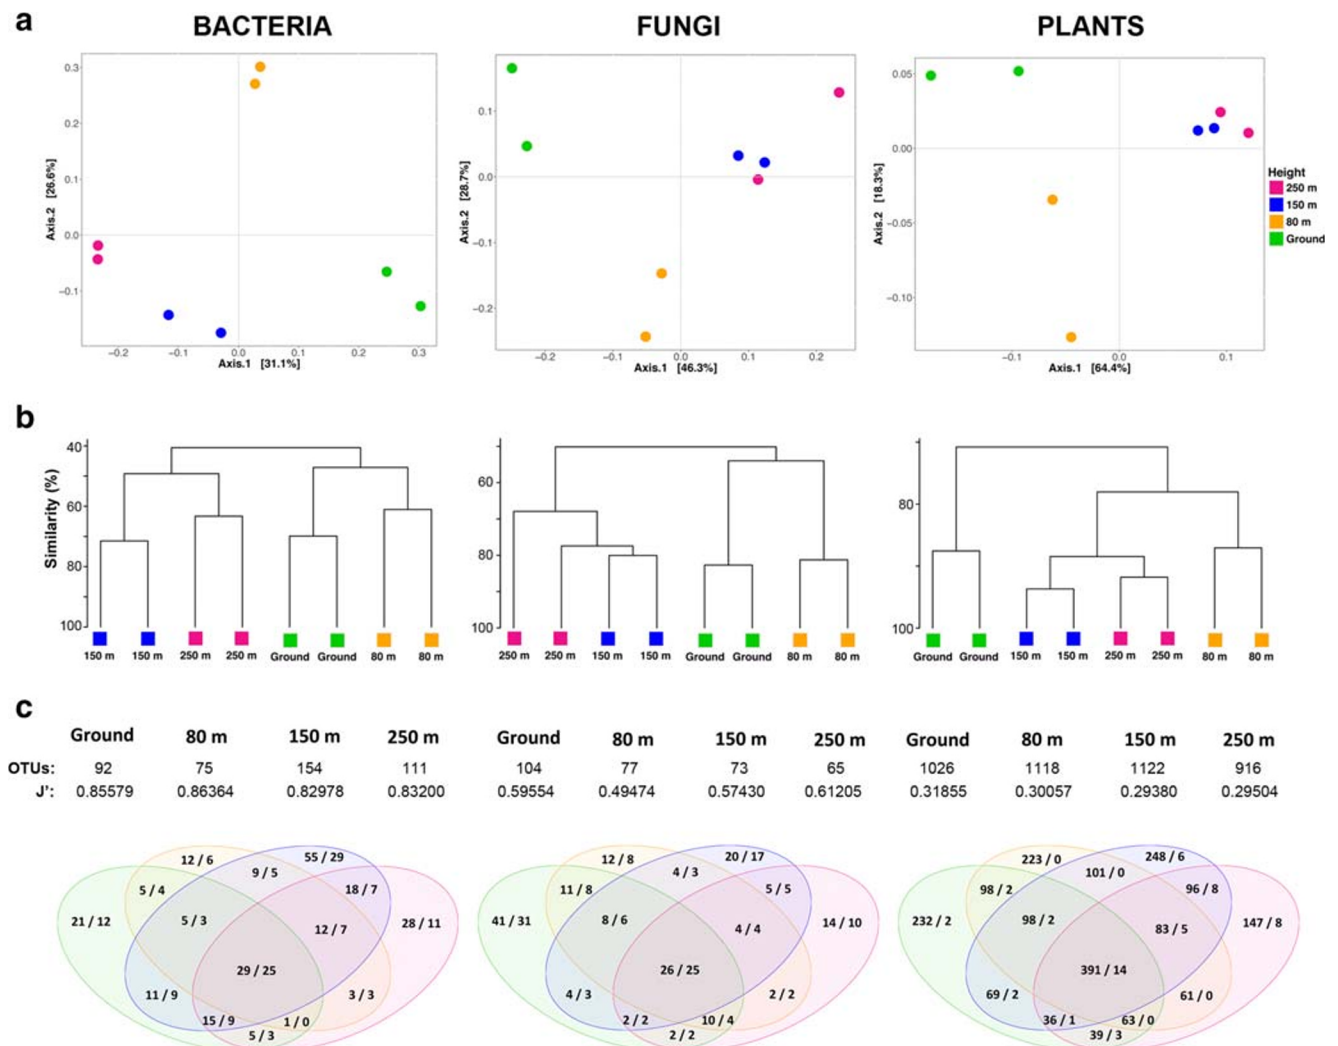 a
BACTERIA
FUNGI
PLANTS
0.3
0.2
0.1
0.0
−0.1
Axis.2 [26.6%]
−0.2
−0.1
0.0
0.1
0.2
0.3
Axis.1 [31.1%]
0.1
0.0
−0.1
−0.2
Axis.2 [28.7%]
−0.2
−0.1
0.0
0.1
0.2
Axis.1 [46.3%]
0.05
0.00
−0.05
−0.10
Axis.2 [18.3%]
−0.1
0.0
0.1
Axis.1 [64.4%]
Height
250 m
150 m
80 m
Ground
b
Similarity (%)
40
60
80
100
150 m 150 m 250 m 250 m Ground Ground 80 m 80 m
60
80
100
250 m 250 m 150 m 150 m Ground Ground 80 m 80 m
80
100
Ground Ground 150 m 150 m 250 m 250 m 80 m 80 m
c
Ground 80 m 150 m 250 m Ground 80 m 150 m 250 m Ground 80 m 150 m 250 m
OTUs: 92 75 154 111 104 77 73 65 1026 1118 1122 916
J': 0.85579 0.86364 0.82978 0.83200 0.59554 0.49474 0.57430 0.61205 0.31855 0.30057 0.29380 0.29504
12 / 6
55 / 29
9 / 5
5 / 4
18 / 7
21 / 12
5 / 3
12 / 7
28 / 11
29 / 25
11 / 9
3 / 3
15 / 9
1 / 0
5 / 3
12 / 8
20 / 17
4 / 3
11 / 8
5 / 5
41 / 31
8 / 6
4 / 4
14 / 10
26 / 25
4 / 3
2 / 2
2 / 2
10 / 4
2 / 2
223 / 0
248 / 6
101 / 0
98 / 2
96 / 8
232 / 2
98 / 2
83 / 5
147 / 8
391 / 14
69 / 2
61 / 0
36 / 1
63 / 0
39 / 3